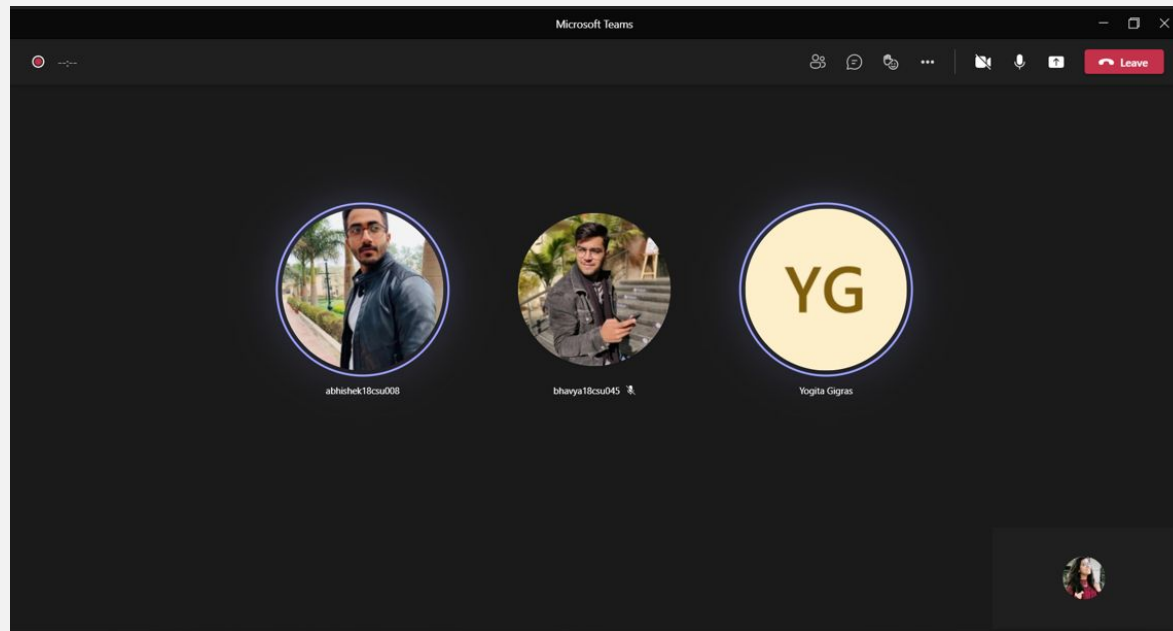 Microsoft Teams
--:--
Leave
YG
abhishek18csu008
bhavya18csu045
Yogita Gigras